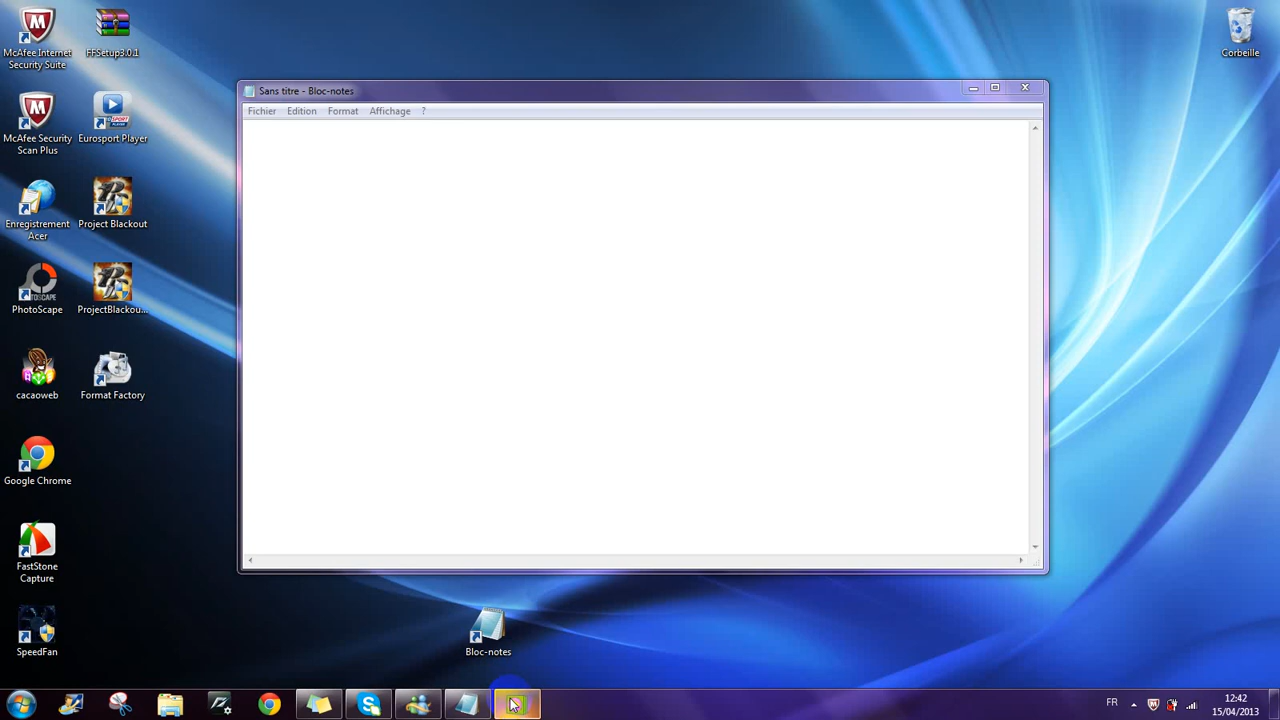 McAfee Internet
Security Suite
FFSetup3.0.1
Corbeille
Sans titre - Bloc-notes
Fichier Edition Format Affichage ?
McAfee Security
Scan Plus
Eurosport Player
Enregistrement
Acer
Project Blackout
PhotoScape
ProjectBlackou...
cacaoweb
Format Factory
Google Chrome
FastStone
Capture
SpeedFan
Bloc-notes
FR
12:42
15/04/2013